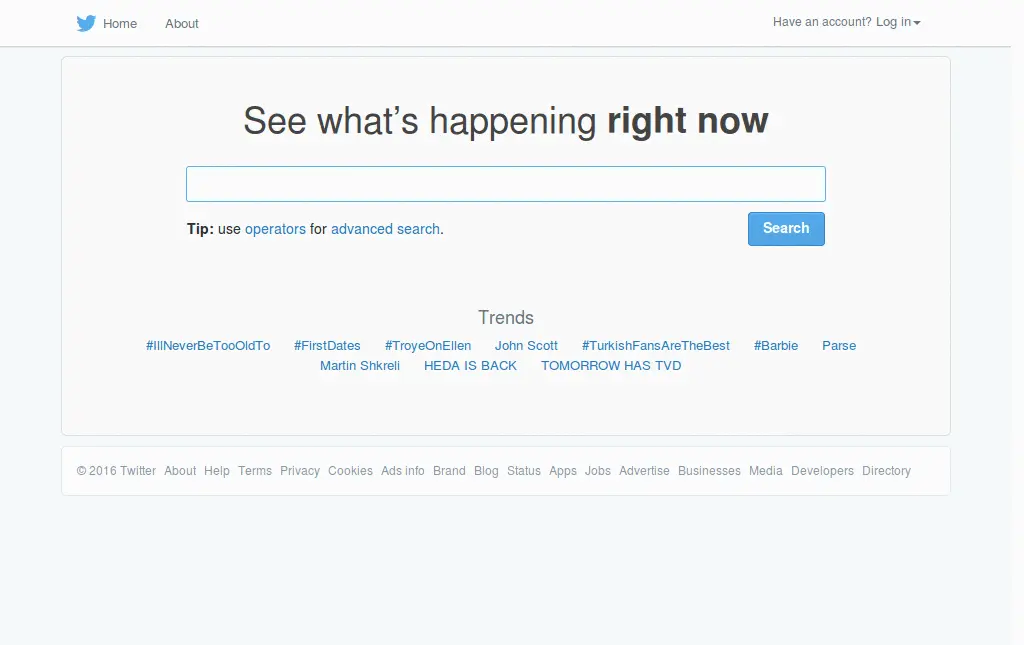 Home About Have an account? Log in
See what's happening right now
Tip: use operators for advanced search.
Search
Trends
#IllNeverBeTooOldTo #FirstDates #TroyeOnEllen John Scott #TurkishFansAreTheBest #Barbie Parse
Martin Shkreli HEDA IS BACK TOMORROW HAS TVD
© 2016 Twitter About Help Terms Privacy Cookies Ads info Brand Blog Status Apps Jobs Advertise Businesses Media Developers Directory